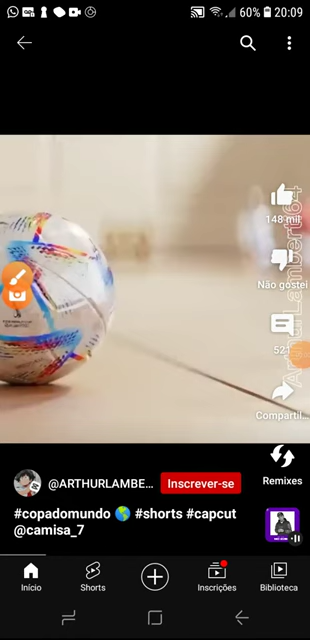 60% 20:09
148 mil
Não gostei
521
Compartil...
ArthurLambert64
Remixes
@ARTHURLAMBE... Inscrever-se
#copadomundo 🌎 #shorts #capcut
@camisa_7
Início Shorts Inscrições Biblioteca